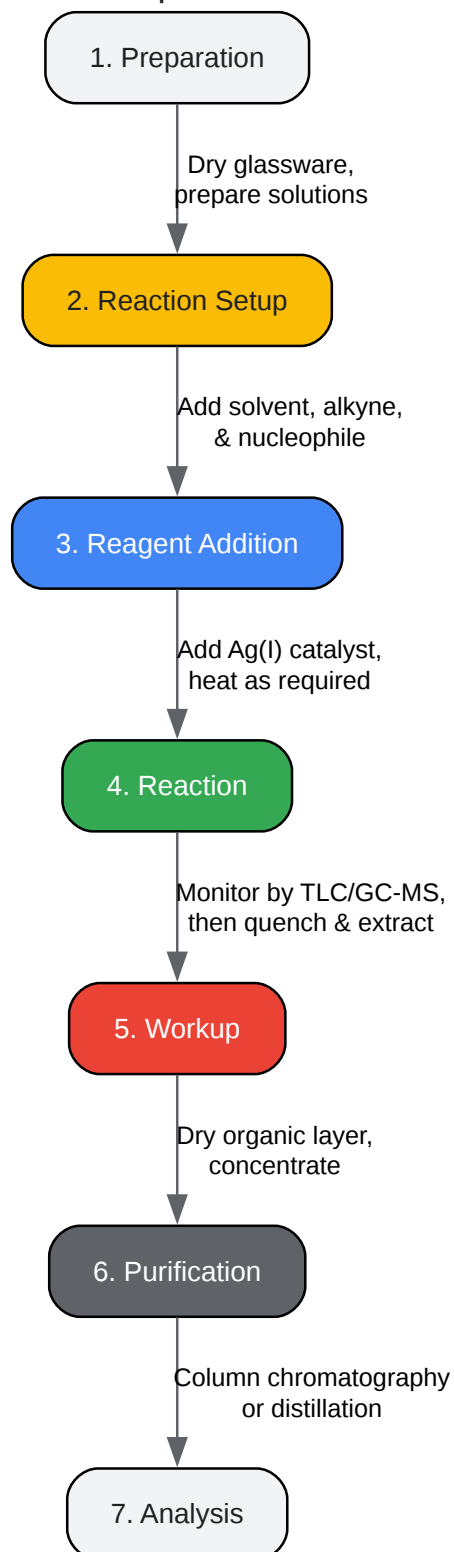 1. Preparation
Dry glassware,
prepare solutions
2. Reaction Setup
Add solvent, alkyne,
& nucleophile
3. Reagent Addition
Add Ag(I) catalyst,
heat as required
4. Reaction
Monitor by TLC/GC-MS,
then quench & extract
5. Workup
Dry organic layer,
concentrate
6. Purification
Column chromatography
or distillation
7. Analysis